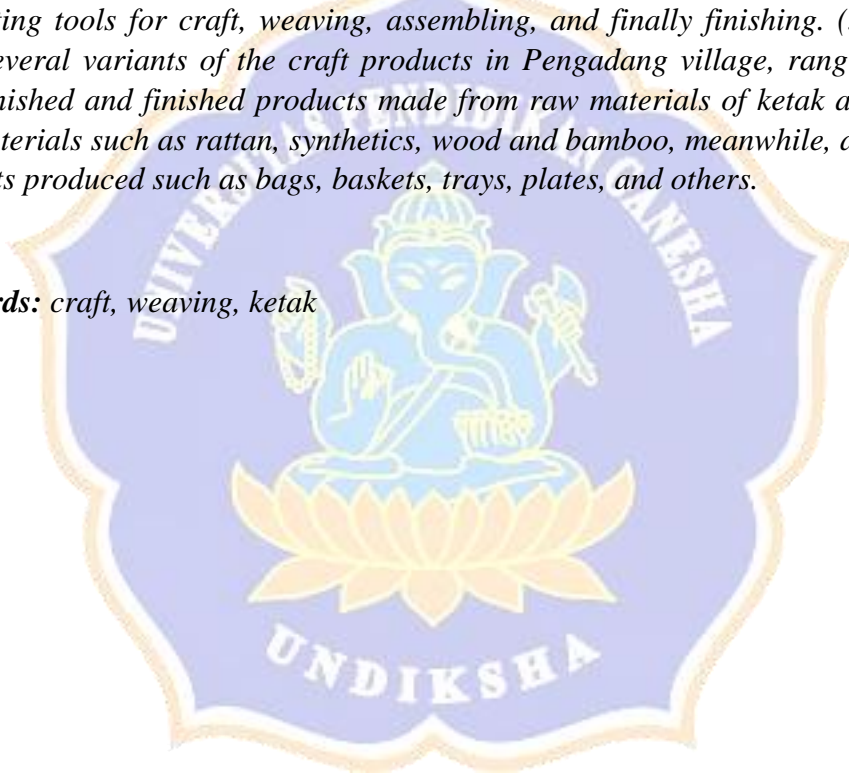 ting tools for craft, weaving, assembling, and finally finishing. (
everal variants of the craft products in Pengadang village, rang
nished and finished products made from raw materials of ketak a
terials such as rattan, synthetics, wood and bamboo, meanwhile, a
ts produced such as bags, baskets, trays, plates, and others.
UNIVERSITAS PENDIDIKAN GANESHA
rds: craft, weaving, ketak
UNDIKSHA